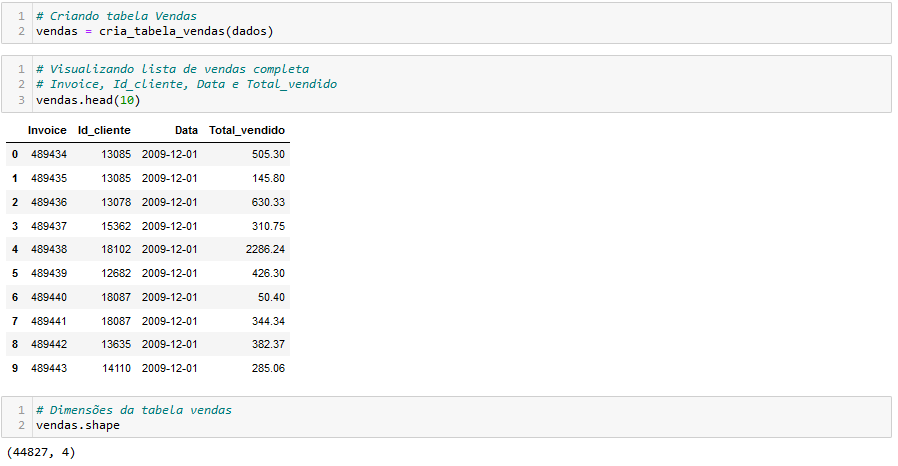 1 # Criando tabela Vendas
2 vendas = cria_tabela_vendas(dados)
1 # Visualizando lista de vendas completa
2 # Invoice, Id_cliente, Data e Total_vendido
3 vendas.head(10)
Invoice Id_cliente Data Total_vendido
0 489434 13085 2009-12-01 505.30
1 489435 13085 2009-12-01 145.80
2 489436 13078 2009-12-01 630.33
3 489437 15362 2009-12-01 310.75
4 489438 18102 2009-12-01 2286.24
5 489439 12682 2009-12-01 426.30
6 489440 18087 2009-12-01 50.40
7 489441 18087 2009-12-01 344.34
8 489442 13635 2009-12-01 382.37
9 489443 14110 2009-12-01 285.06
1 # Dimensões da tabela vendas
2 vendas.shape
(44827, 4)